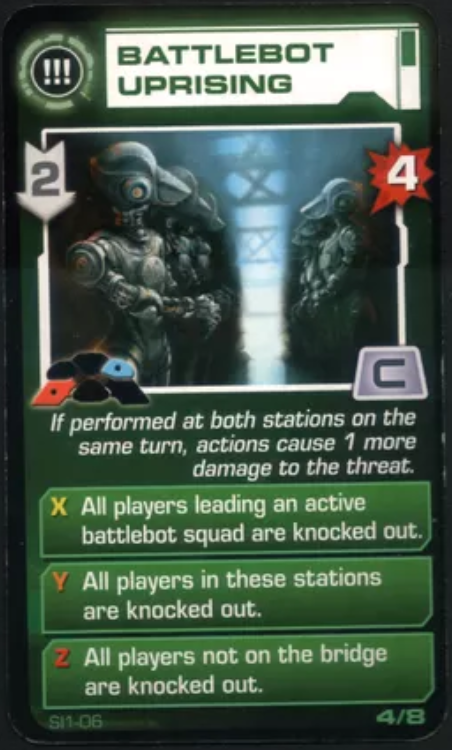 !!!
BATTLEBOT
UPRISING
2
4
C
If performed at both stations on the
same turn, actions cause 1 more
damage to the threat.
X All players leading an active
battlebot squad are knocked out.
Y All players in these stations
are knocked out.
Z All players not on the bridge
are knocked out.
SI1-06
4/8